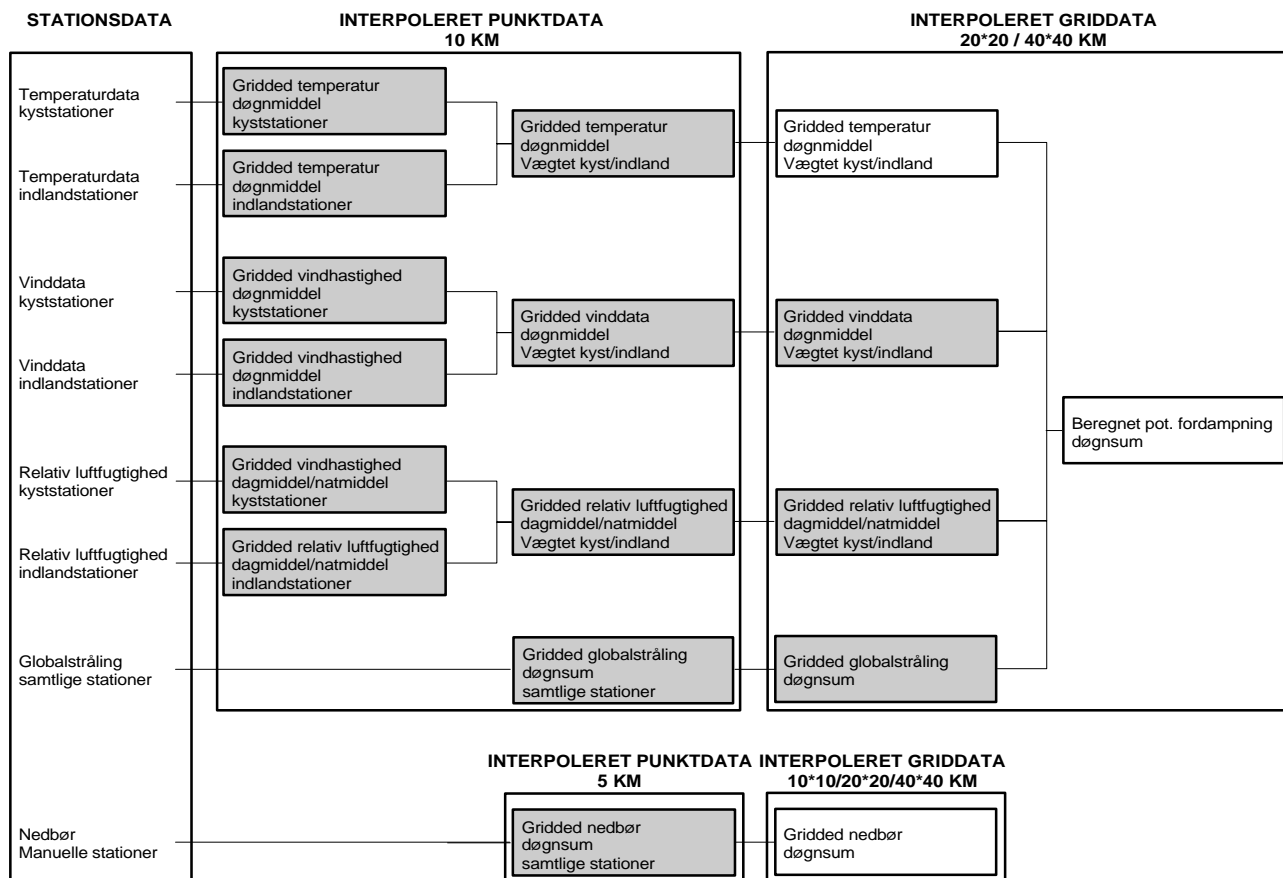 STATIONSDATA
INTERPOLERET PUNKTDATA
10 KM
INTERPOLERET GRIDDATA
20*20 / 40*40 KM
Temperaturdata
kyststationer
Temperaturdata
indlandstationer
Vinddata
kyststationer
Vinddata
indlandstationer
Relativ luftfugtighed
kyststationer
Relativ luftfugtighed
indlandstationer
Globalstråling
samtlige stationer
Nedbør
Manuelle stationer
Gridded temperatur
døgnmiddel
kyststationer
Gridded temperatur
døgnmiddel
indlandstationer
Gridded vindhastighed
døgnmiddel
kyststationer
Gridded vindhastighed
døgnmiddel
indlandstationer
Gridded vindhastighed
dagmiddel/natmiddel
kyststationer
Gridded relativ luftfugtighed
dagmiddel/natmiddel
indlandstationer
Gridded temperatur
døgnmiddel
Vægtet kyst/indland
Gridded vinddata
døgnmiddel
Vægtet kyst/indland
Gridded relativ luftfugtighed
dagmiddel/natmiddel
Vægtet kyst/indland
Gridded globalstråling
døgnsum
samtlige stationer
Gridded temperatur
døgnmiddel
Vægtet kyst/indland
Gridded vinddata
døgnmiddel
Vægtet kyst/indland
Gridded relativ luftfugtighed
dagmiddel/natmiddel
Vægtet kyst/indland
Gridded globalstråling
døgnsum
Beregnet pot. fordampning
døgnsum
INTERPOLERET PUNKTDATA
5 KM
INTERPOLERET GRIDDATA
10*10/20*20/40*40 KM
Gridded nedbør
døgnsum
samtlige stationer
Gridded nedbør
døgnsum